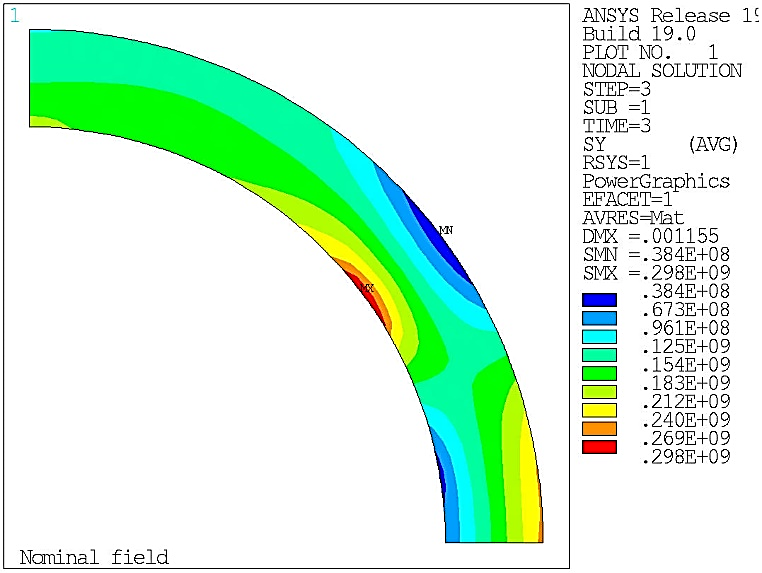 1
ANSYS Release 19
Build 19.0
PLOT NO. 1
NODAL SOLUTION
STEP=3
SUB =1
TIME=3
SY (AVG)
RSYS=1
PowerGraphics
EFACET=1
AVRES=Mat
DMX =.001155
SMN =.384E+08
SMX =.298E+09
.384E+08
.673E+08
.961E+08
.125E+09
.154E+09
.183E+09
.212E+09
.240E+09
.269E+09
.298E+09
MN
MX
Nominal field